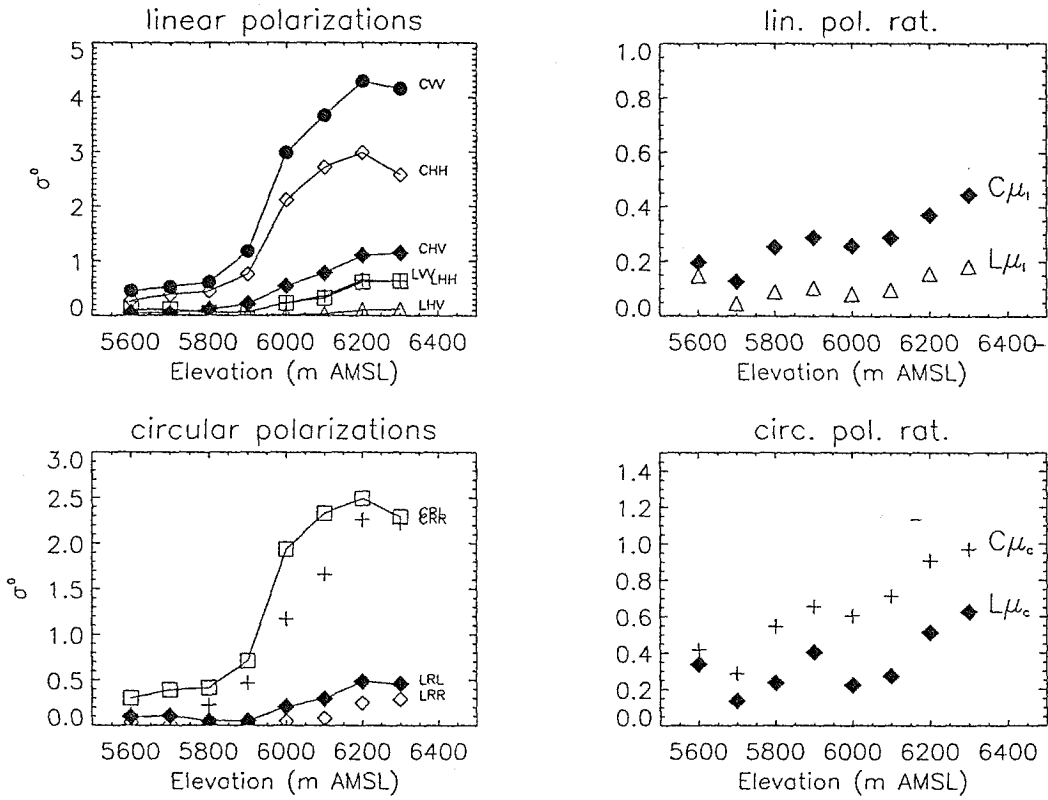 linear polarizations
5
4
3
2
1
0
σ°
CVV
CHH
CHV
LVV
LHH
LHV
5600 5800 6000 6200 6400
Elevation (m AMSL)
lin. pol. rat.
1.0
0.8
0.6
0.4
0.2
0.0
Cμₗ
Lμₗ
5600 5800 6000 6200 6400
Elevation (m AMSL)
circular polarizations
3.0
2.5
2.0
1.5
1.0
0.5
0.0
σ°
CRL
CRR
LRL
LRR
5600 5800 6000 6200 6400
Elevation (m AMSL)
circ. pol. rat.
1.4
1.2
1.0
0.8
0.6
0.4
0.2
0.0
Cμc
Lμc
5600 5800 6000 6200 6400
Elevation (m AMSL)